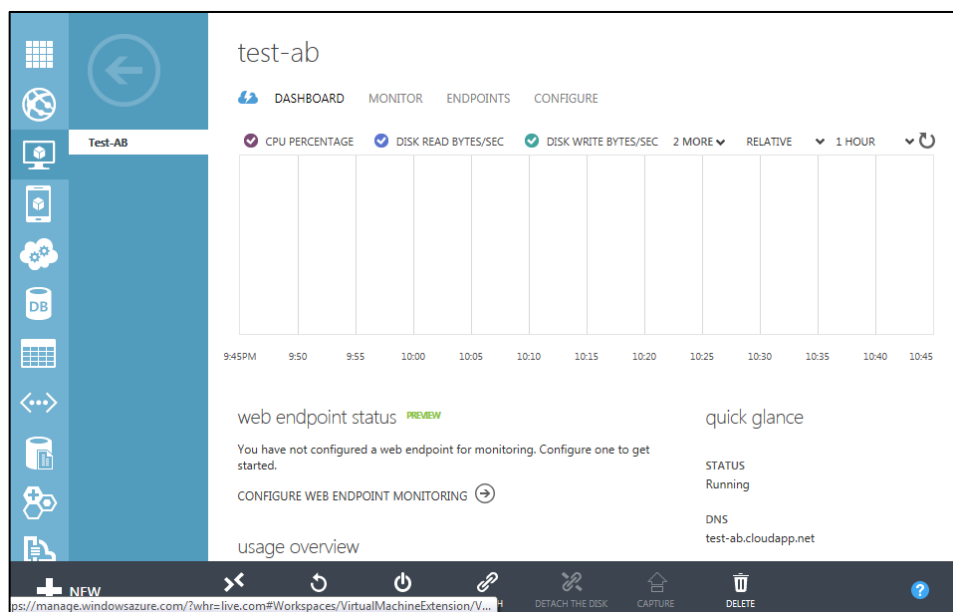 test-ab
DASHBOARD MONITOR ENDPOINTS CONFIGURE
Test-AB
CPU PERCENTAGE DISK READ BYTES/SEC DISK WRITE BYTES/SEC 2 MORE RELATIVE 1 HOUR
9:45PM 9:50 9:55 10:00 10:05 10:10 10:15 10:20 10:25 10:30 10:35 10:40 10:45
web endpoint status PREVIEW
You have not configured a web endpoint for monitoring. Configure one to get
started.
CONFIGURE WEB ENDPOINT MONITORING
usage overview
quick glance
STATUS
Running
DNS
test-ab.cloudapp.net
DB
NEW
H DETACH THE DISK CAPTURE DELETE
?
ps://manage.windowsazure.com/?whr=live.com#Workspaces/VirtualMachineExtension/V...